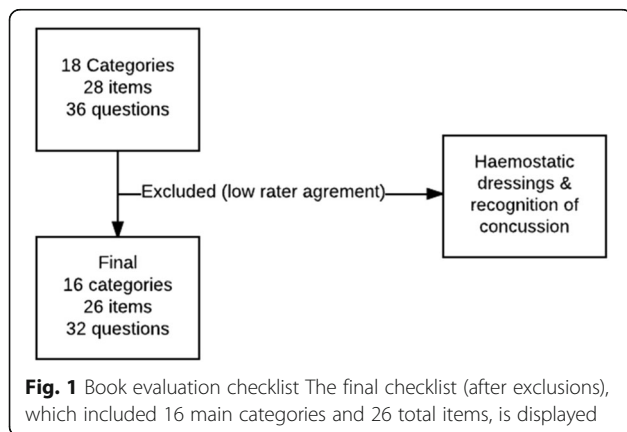 18 Categories
28 items
36 questions
Excluded (low rater agrement)
Haemostatic
dressings &
recognition of
concussion
Final
16 categories
26 items
32 questions
Fig. 1 Book evaluation checklist The final checklist (after exclusions),
which included 16 main categories and 26 total items, is displayed